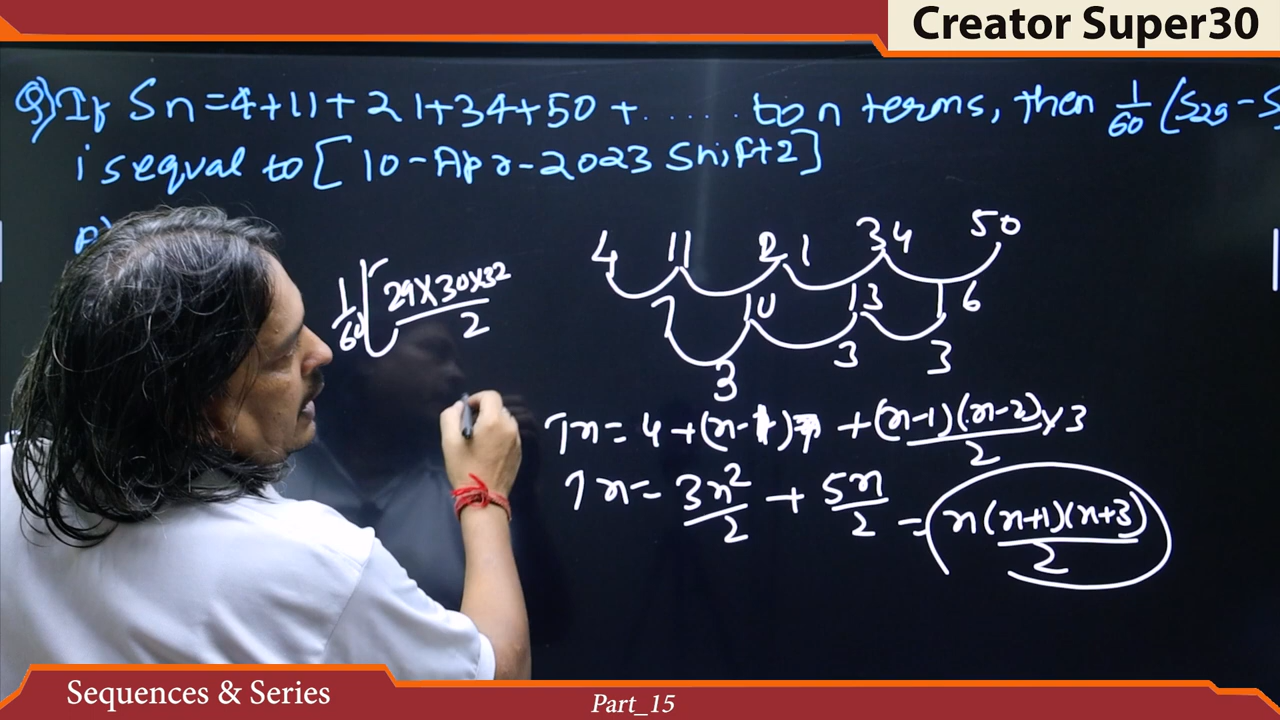 Creator Super30
Q) If Sn = 4+11+21+34+50+...... to n terms, then 1/60 (S29 - S
is equal to [10-Apr-2023 Shift 2]
A)
4 11 21 34 50
7 10 13 16
3 3 3
1/60 [ 29×30×32/2
Tn = 4+(n-1)7 + (n-1)(n-2)/2 × 3
Tn = 3n²/2 + 5n/2 = n(n+1)(n+3)/2
Sequences & Series
Part_15